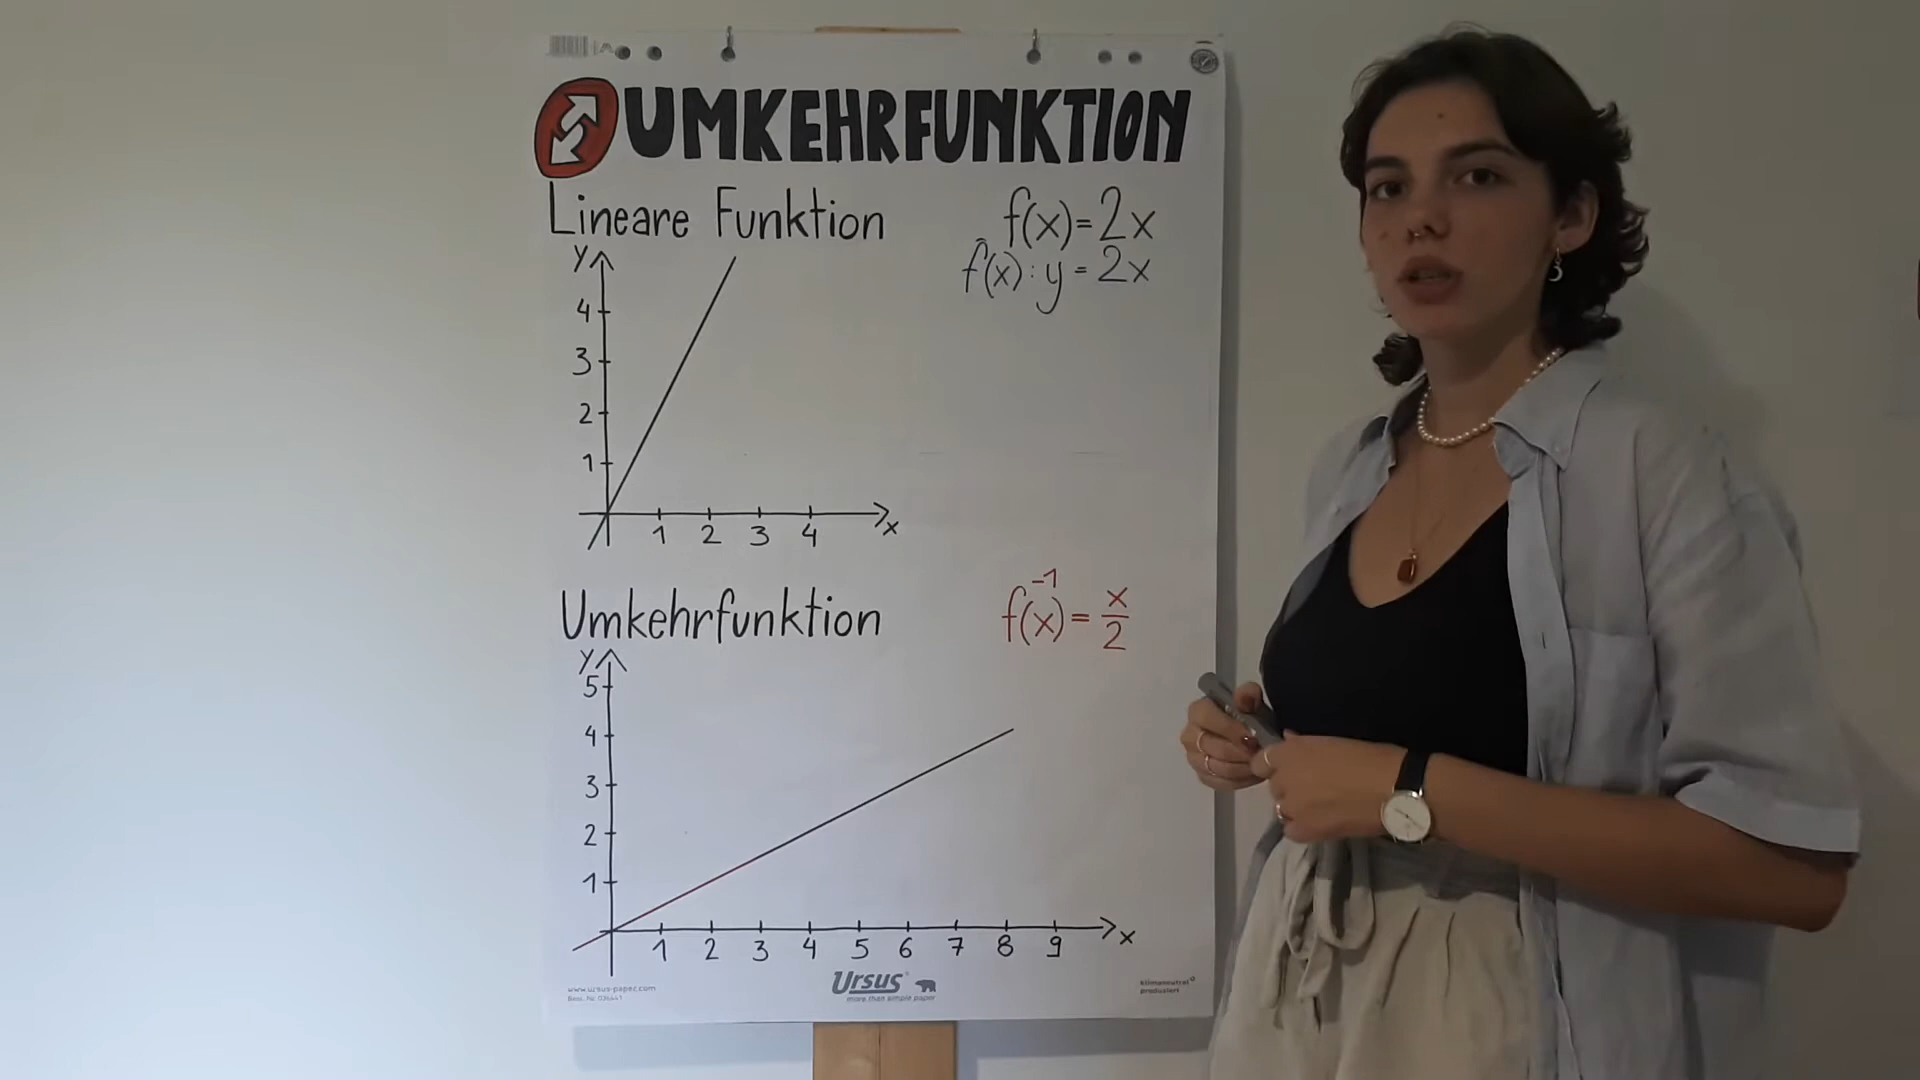 UMKEHRFUNKTION
Lineare Funktion
f(x)=2x
f(x): y = 2x
y
4
3
2
1
1 2 3 4
x
Umkehrfunktion
f⁻¹(x) = x/2
y
5
4
3
2
1
1 2 3 4 5 6 7 8 9
x
Ursus
more than simple paper
www.ursus-paper.com
klimaneutral
produziert